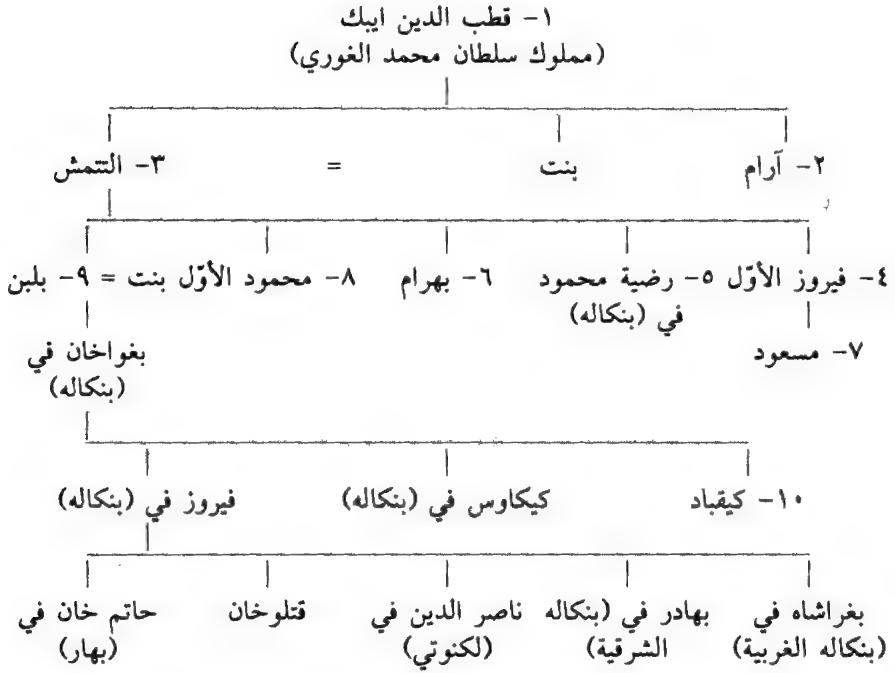 ١- قطب الدين ايبك
(مملوك سلطان محمد الغوري)
٢- آرام بنت = ٣- التتمش
٤- فيروز الأوّل ٥- رضية محمود ٦- بهرام ٨- محمود الأوّل بنت = ٩- بلبن
في (بنكاله)
٧- مسعود بغواخان في
(بنكاله)
١٠- كيقباد كيكاوس في (بنكاله) فيروز في (بنكاله)
بغراشاه في بهادر في (بنكاله ناصر الدين في قتلوخان حاتم خان في
(بنكاله الغربية) الشرقية) (لكنوتي) (بهار)